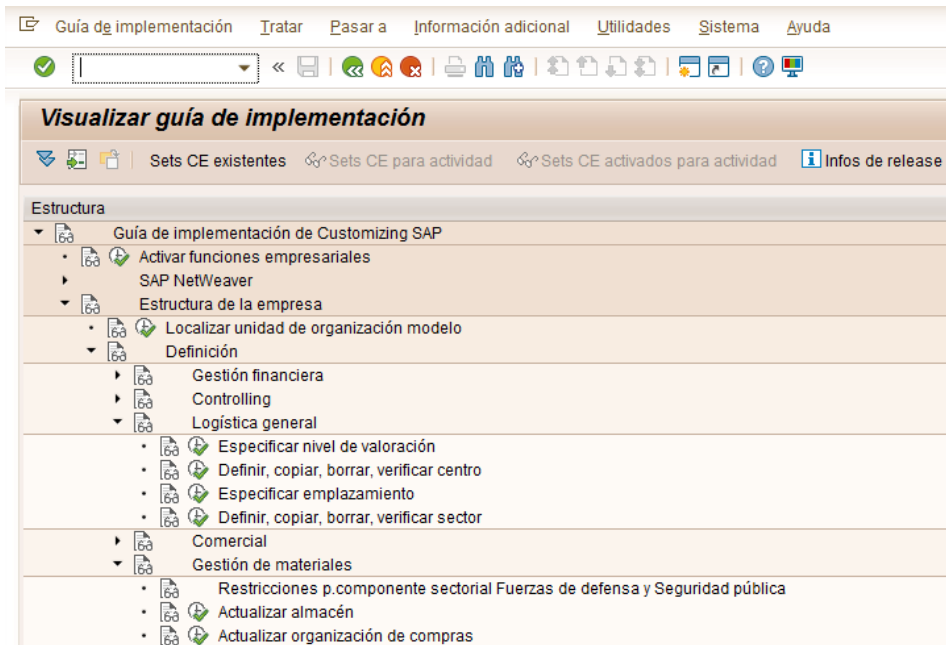 Guía de implementación Tratar Pasar a Información adicional Utilidades Sistema Ayuda
Visualizar guía de implementación
Sets CE existentes Sets CE para actividad Sets CE activados para actividad Infos de release
Estructura
Guía de implementación de Customizing SAP
Activar funciones empresariales
SAP NetWeaver
Estructura de la empresa
Localizar unidad de organización modelo
Definición
Gestión financiera
Controlling
Logística general
Especificar nivel de valoración
Definir, copiar, borrar, verificar centro
Especificar emplazamiento
Definir, copiar, borrar, verificar sector
Comercial
Gestión de materiales
Restricciones p.componente sectorial Fuerzas de defensa y Seguridad pública
Actualizar almacén
Actualizar organización de compras